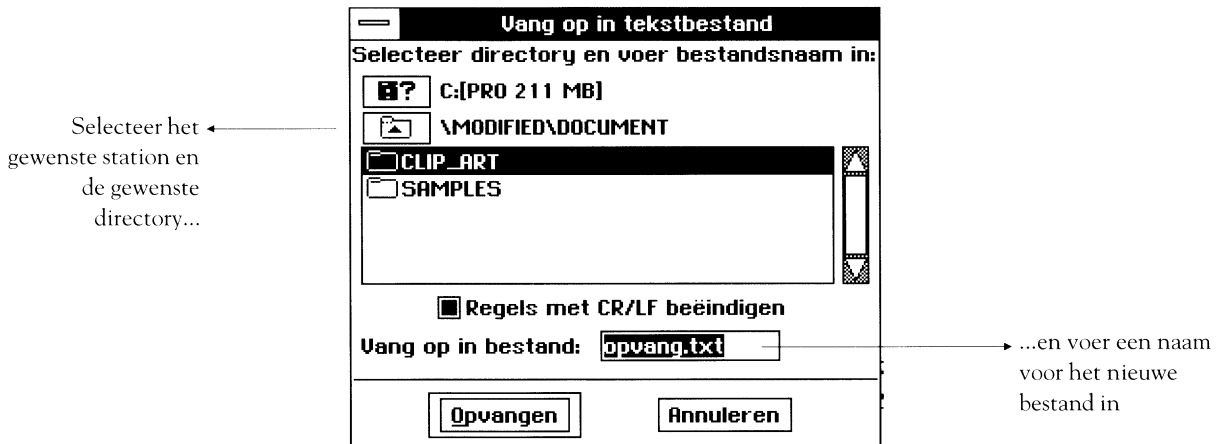 Vang op in tekstbestand
Selecteer directory en voer bestandsnaam in:
?
C:[PRO 211 MB]
\MODIFIED\DOCUMENT
CLIP_ART
SAMPLES
Regels met CR/LF beëindigen
Vang op in bestand: opvang.txt
Opvangen
Annuleren
Selecteer het
gewenste station en
de gewenste
directory...
...en voer een naam
voor het nieuwe
bestand in